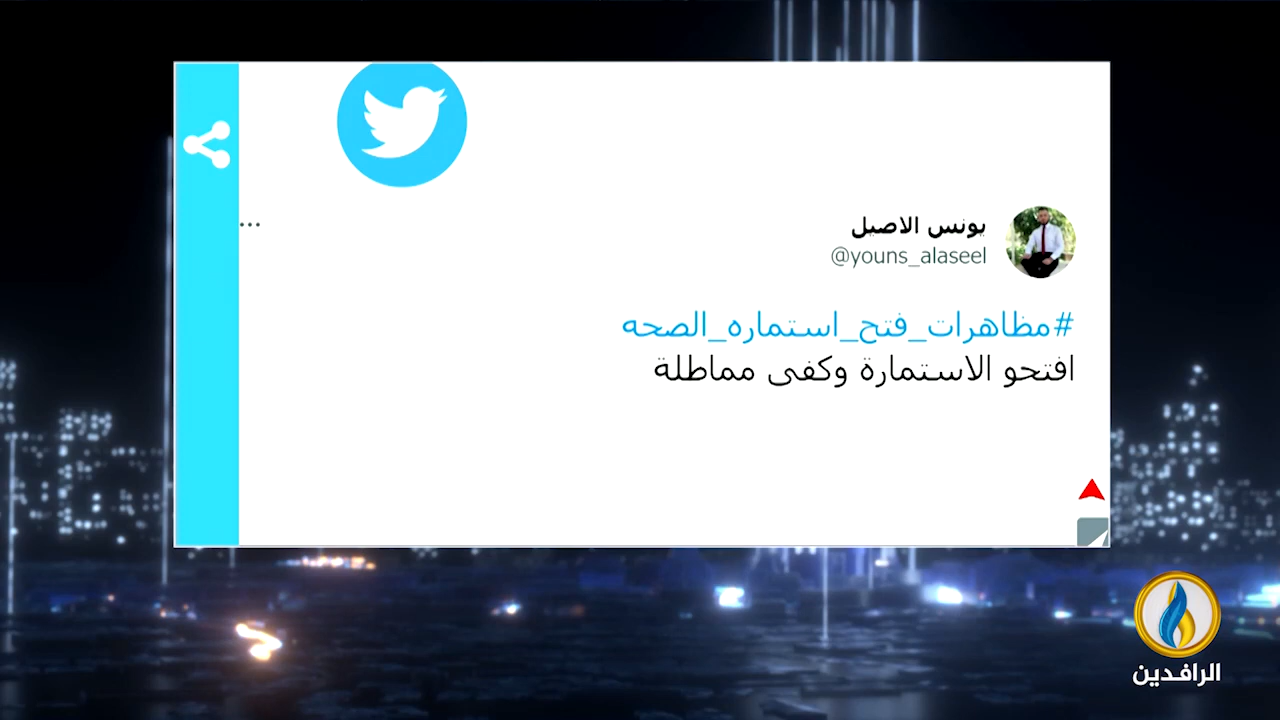 ...
يونس الاصيل
@youns_alaseel
#مظاهرات_فتح_استماره_الصحه
افتحو الاستمارة وكفى مماطلة
الرافدين